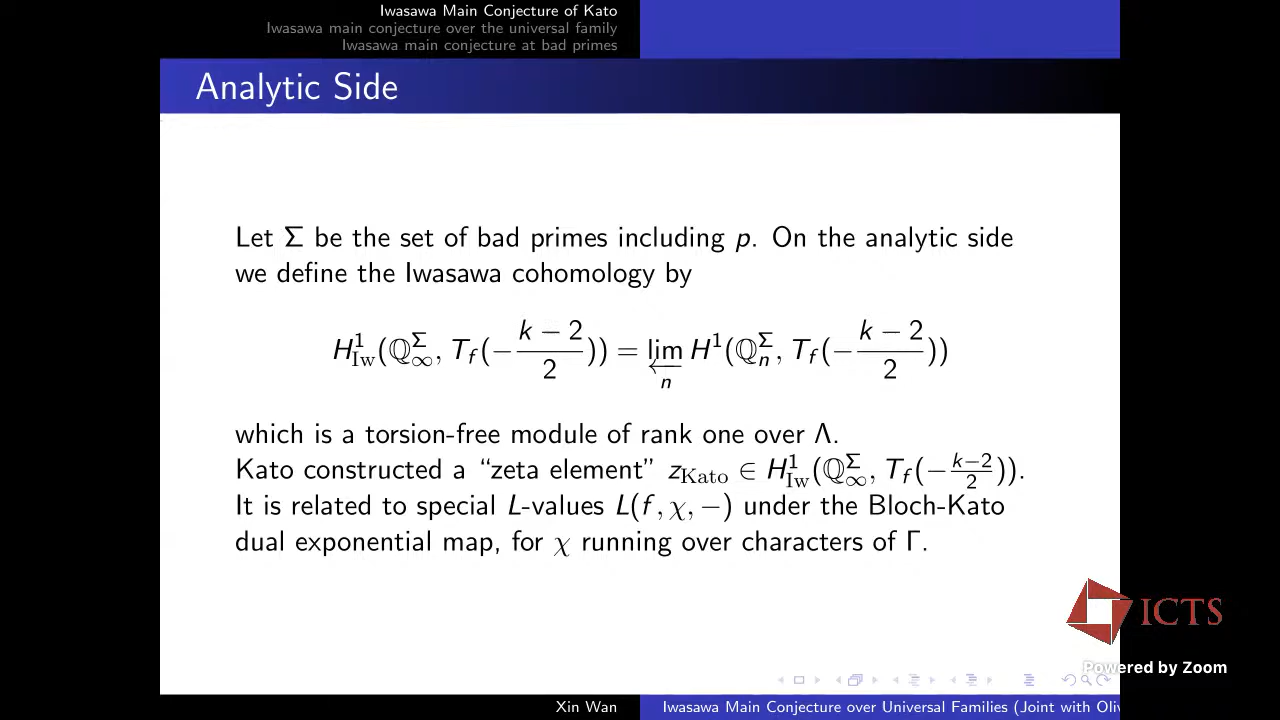 Iwasawa Main Conjecture of Kato
Iwasawa main conjecture over the universal family
Iwasawa main conjecture at bad primes
Analytic Side
Let Σ be the set of bad primes including p. On the analytic side
we define the Iwasawa cohomology by
H¹_Iw(ℚ^Σ_∞, T_f(−(k−2)/2)) = lim←_n H¹(ℚ^Σ_n, T_f(−(k−2)/2))
which is a torsion-free module of rank one over Λ.
Kato constructed a “zeta element” z_Kato ∈ H¹_Iw(ℚ^Σ_∞, T_f(−(k−2)/2)).
It is related to special L-values L(f, χ, −) under the Bloch-Kato
dual exponential map, for χ running over characters of Γ.
ICTS
Powered by Zoom
Xin Wan
Iwasawa Main Conjecture over Universal Families (Joint with Oliv